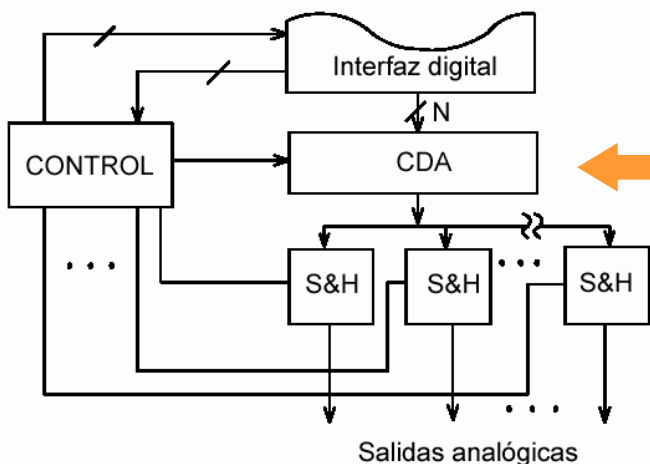 Interfaz digital
N
CONTROL
CDA
S&H
S&H
S&H
Salidas analógicas